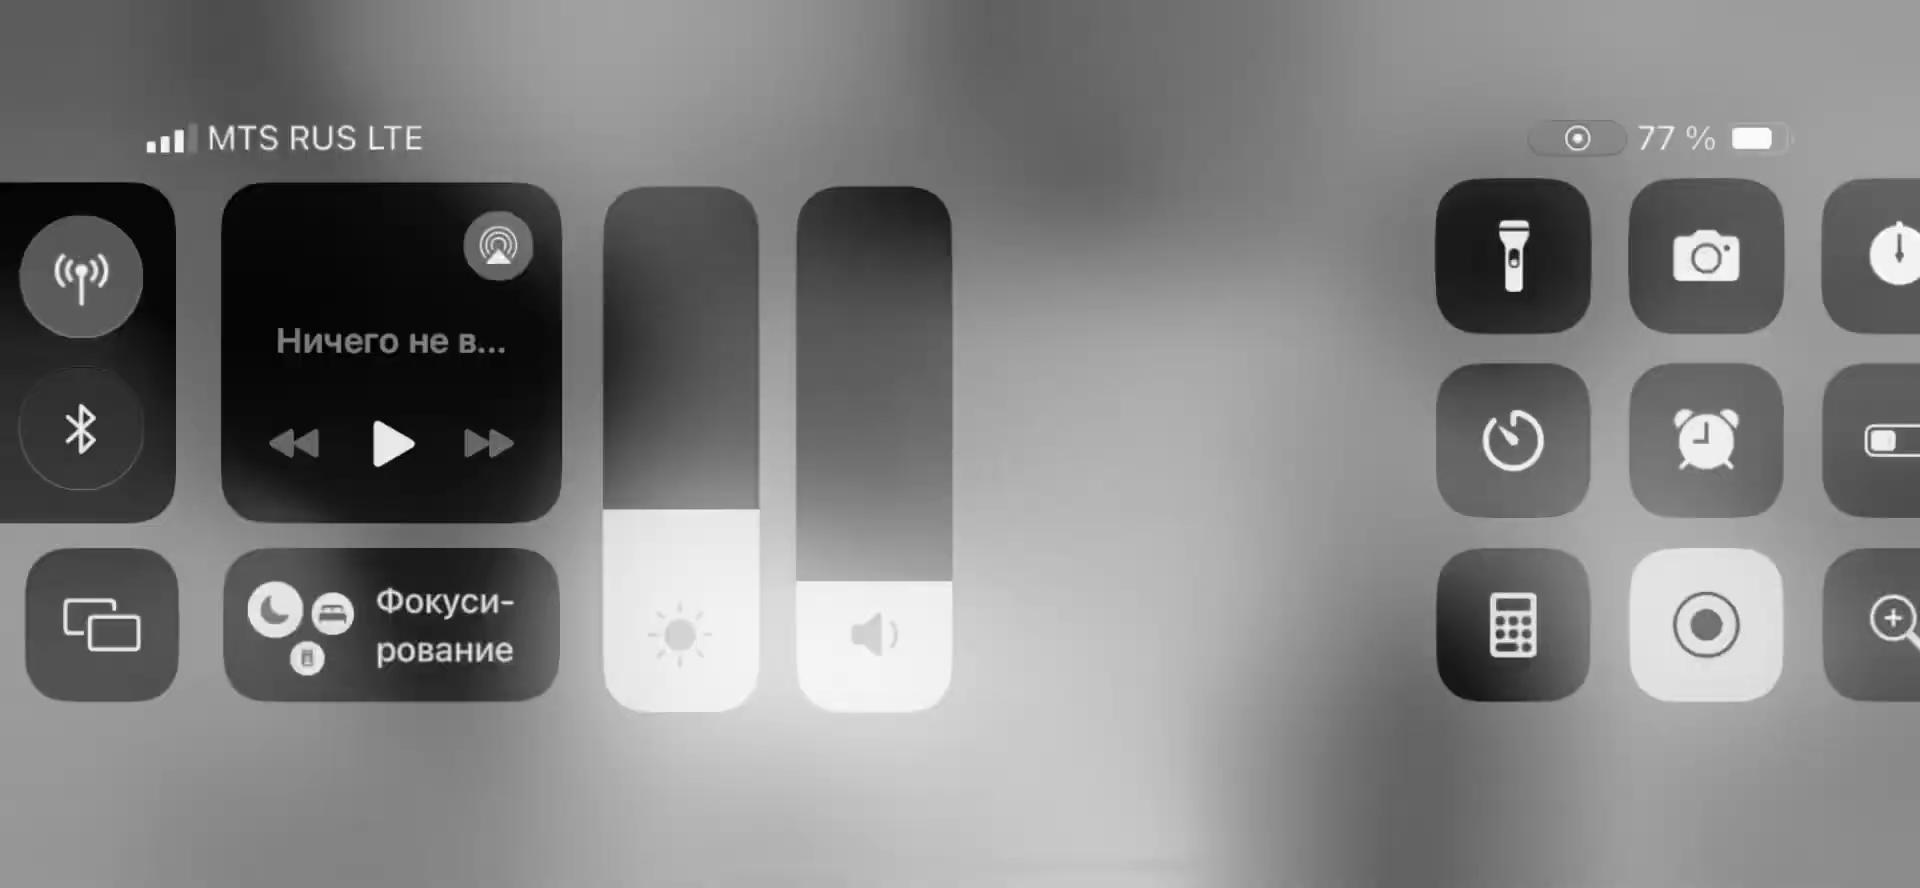 MTS RUS LTE
77 %
Ничего не в...
Фокуси-
рование